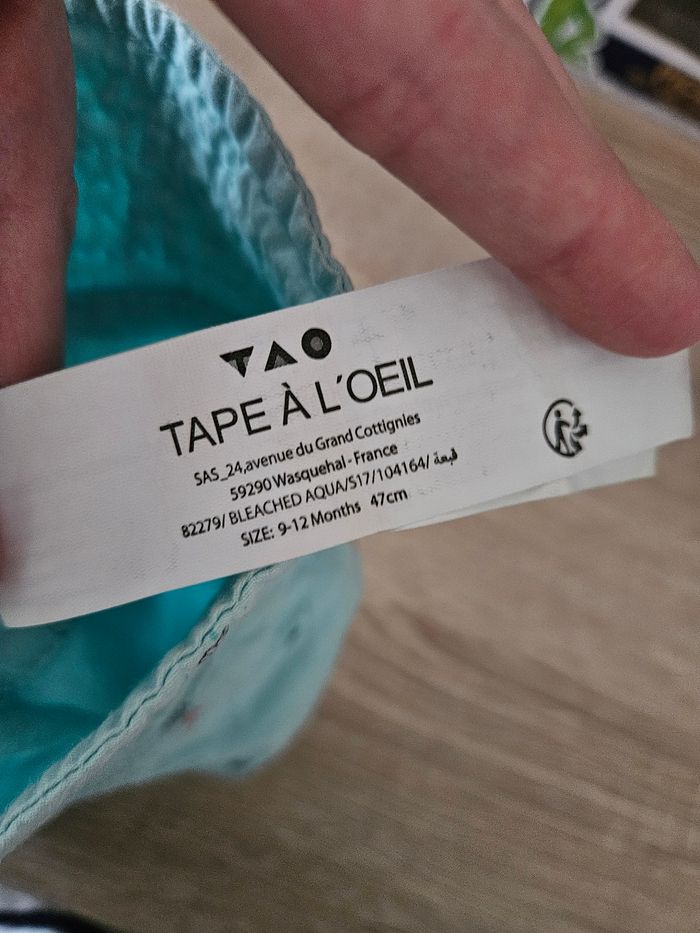 TAO
TAPE À L'OEIL
SAS_24,avenue du Grand Cottignies
59290 Wasquehal - France
82279/ BLEACHED AQUA/S17/104164/ قبعة
SIZE: 9-12 Months 47cm